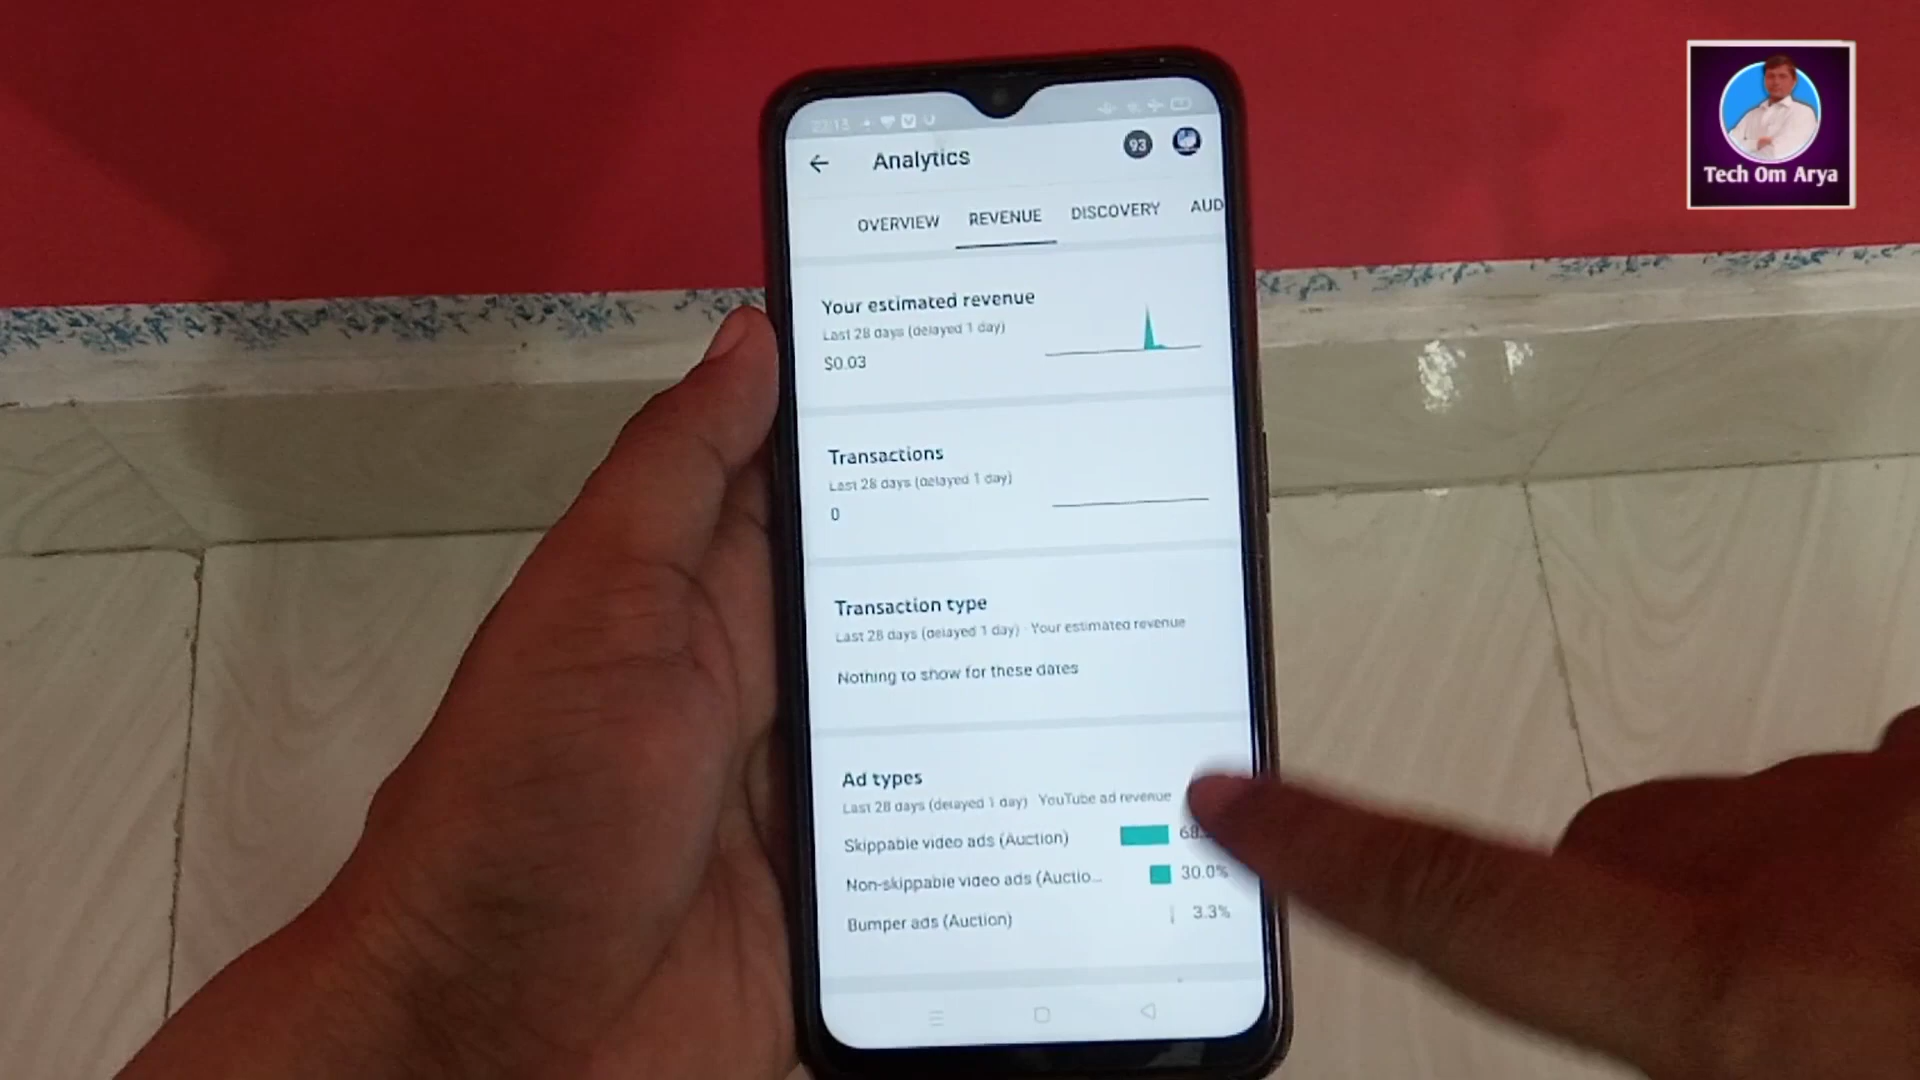 Tech Om Arya
22:13
Analytics
93
OVERVIEW REVENUE DISCOVERY AUD
Your estimated revenue
Last 28 days (delayed 1 day)
$0.03
Transactions
Last 28 days (delayed 1 day)
0
Transaction type
Last 28 days (delayed 1 day) · Your estimated revenue
Nothing to show for these dates
Ad types
Last 28 days (delayed 1 day) · YouTube ad revenue
Skippable video ads (Auction) 68.
Non-skippable video ads (Auctio... 30.0%
Bumper ads (Auction) 3.3%